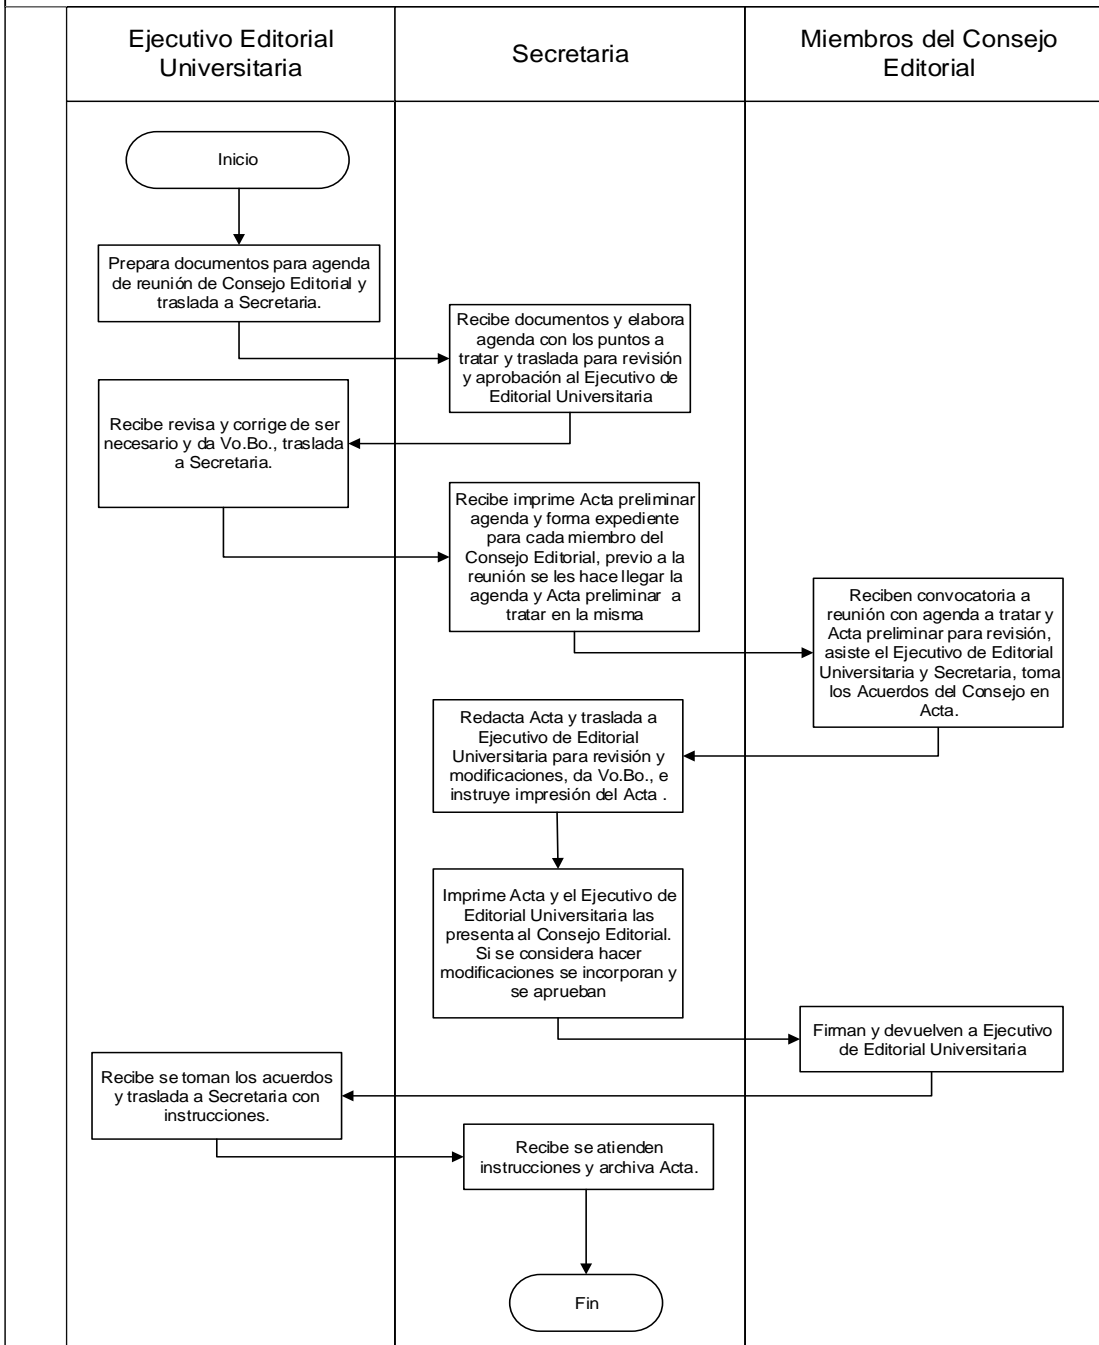 Ejecutivo Editorial
Universitaria
Secretaria
Miembros del Consejo
Editorial
Inicio
Prepara documentos para agenda
de reunión de Consejo Editorial y
traslada a Secretaria.
Recibe documentos y elabora
agenda con los puntos a
tratar y traslada para revisión
y aprobación al Ejecutivo de
Editorial Universitaria
Recibe revisa y corrige de ser
necesario y da Vo.Bo., traslada
a Secretaria.
Recibe imprime Acta preliminar
agenda y forma expediente
para cada miembro del
Consejo Editorial, previo a la
reunión se les hace llegar la
agenda y Acta preliminar a
tratar en la misma
Reciben convocatoria a
reunión con agenda a tratar y
Acta preliminar para revisión,
asiste el Ejecutivo de Editorial
Universitaria y Secretaria, toma
los Acuerdos del Consejo en
Acta.
Redacta Acta y traslada a
Ejecutivo de Editorial
Universitaria para revisión y
modificaciones, da Vo.Bo., e
instruye impresión del Acta .
Imprime Acta y el Ejecutivo de
Editorial Universitaria las
presenta al Consejo Editorial.
Si se considera hacer
modificaciones se incorporan y
se aprueban
Firman y devuelven a Ejecutivo
de Editorial Universitaria
Recibe se toman los acuerdos
y traslada a Secretaria con
instrucciones.
Recibe se atienden
instrucciones y archiva Acta.
Fin